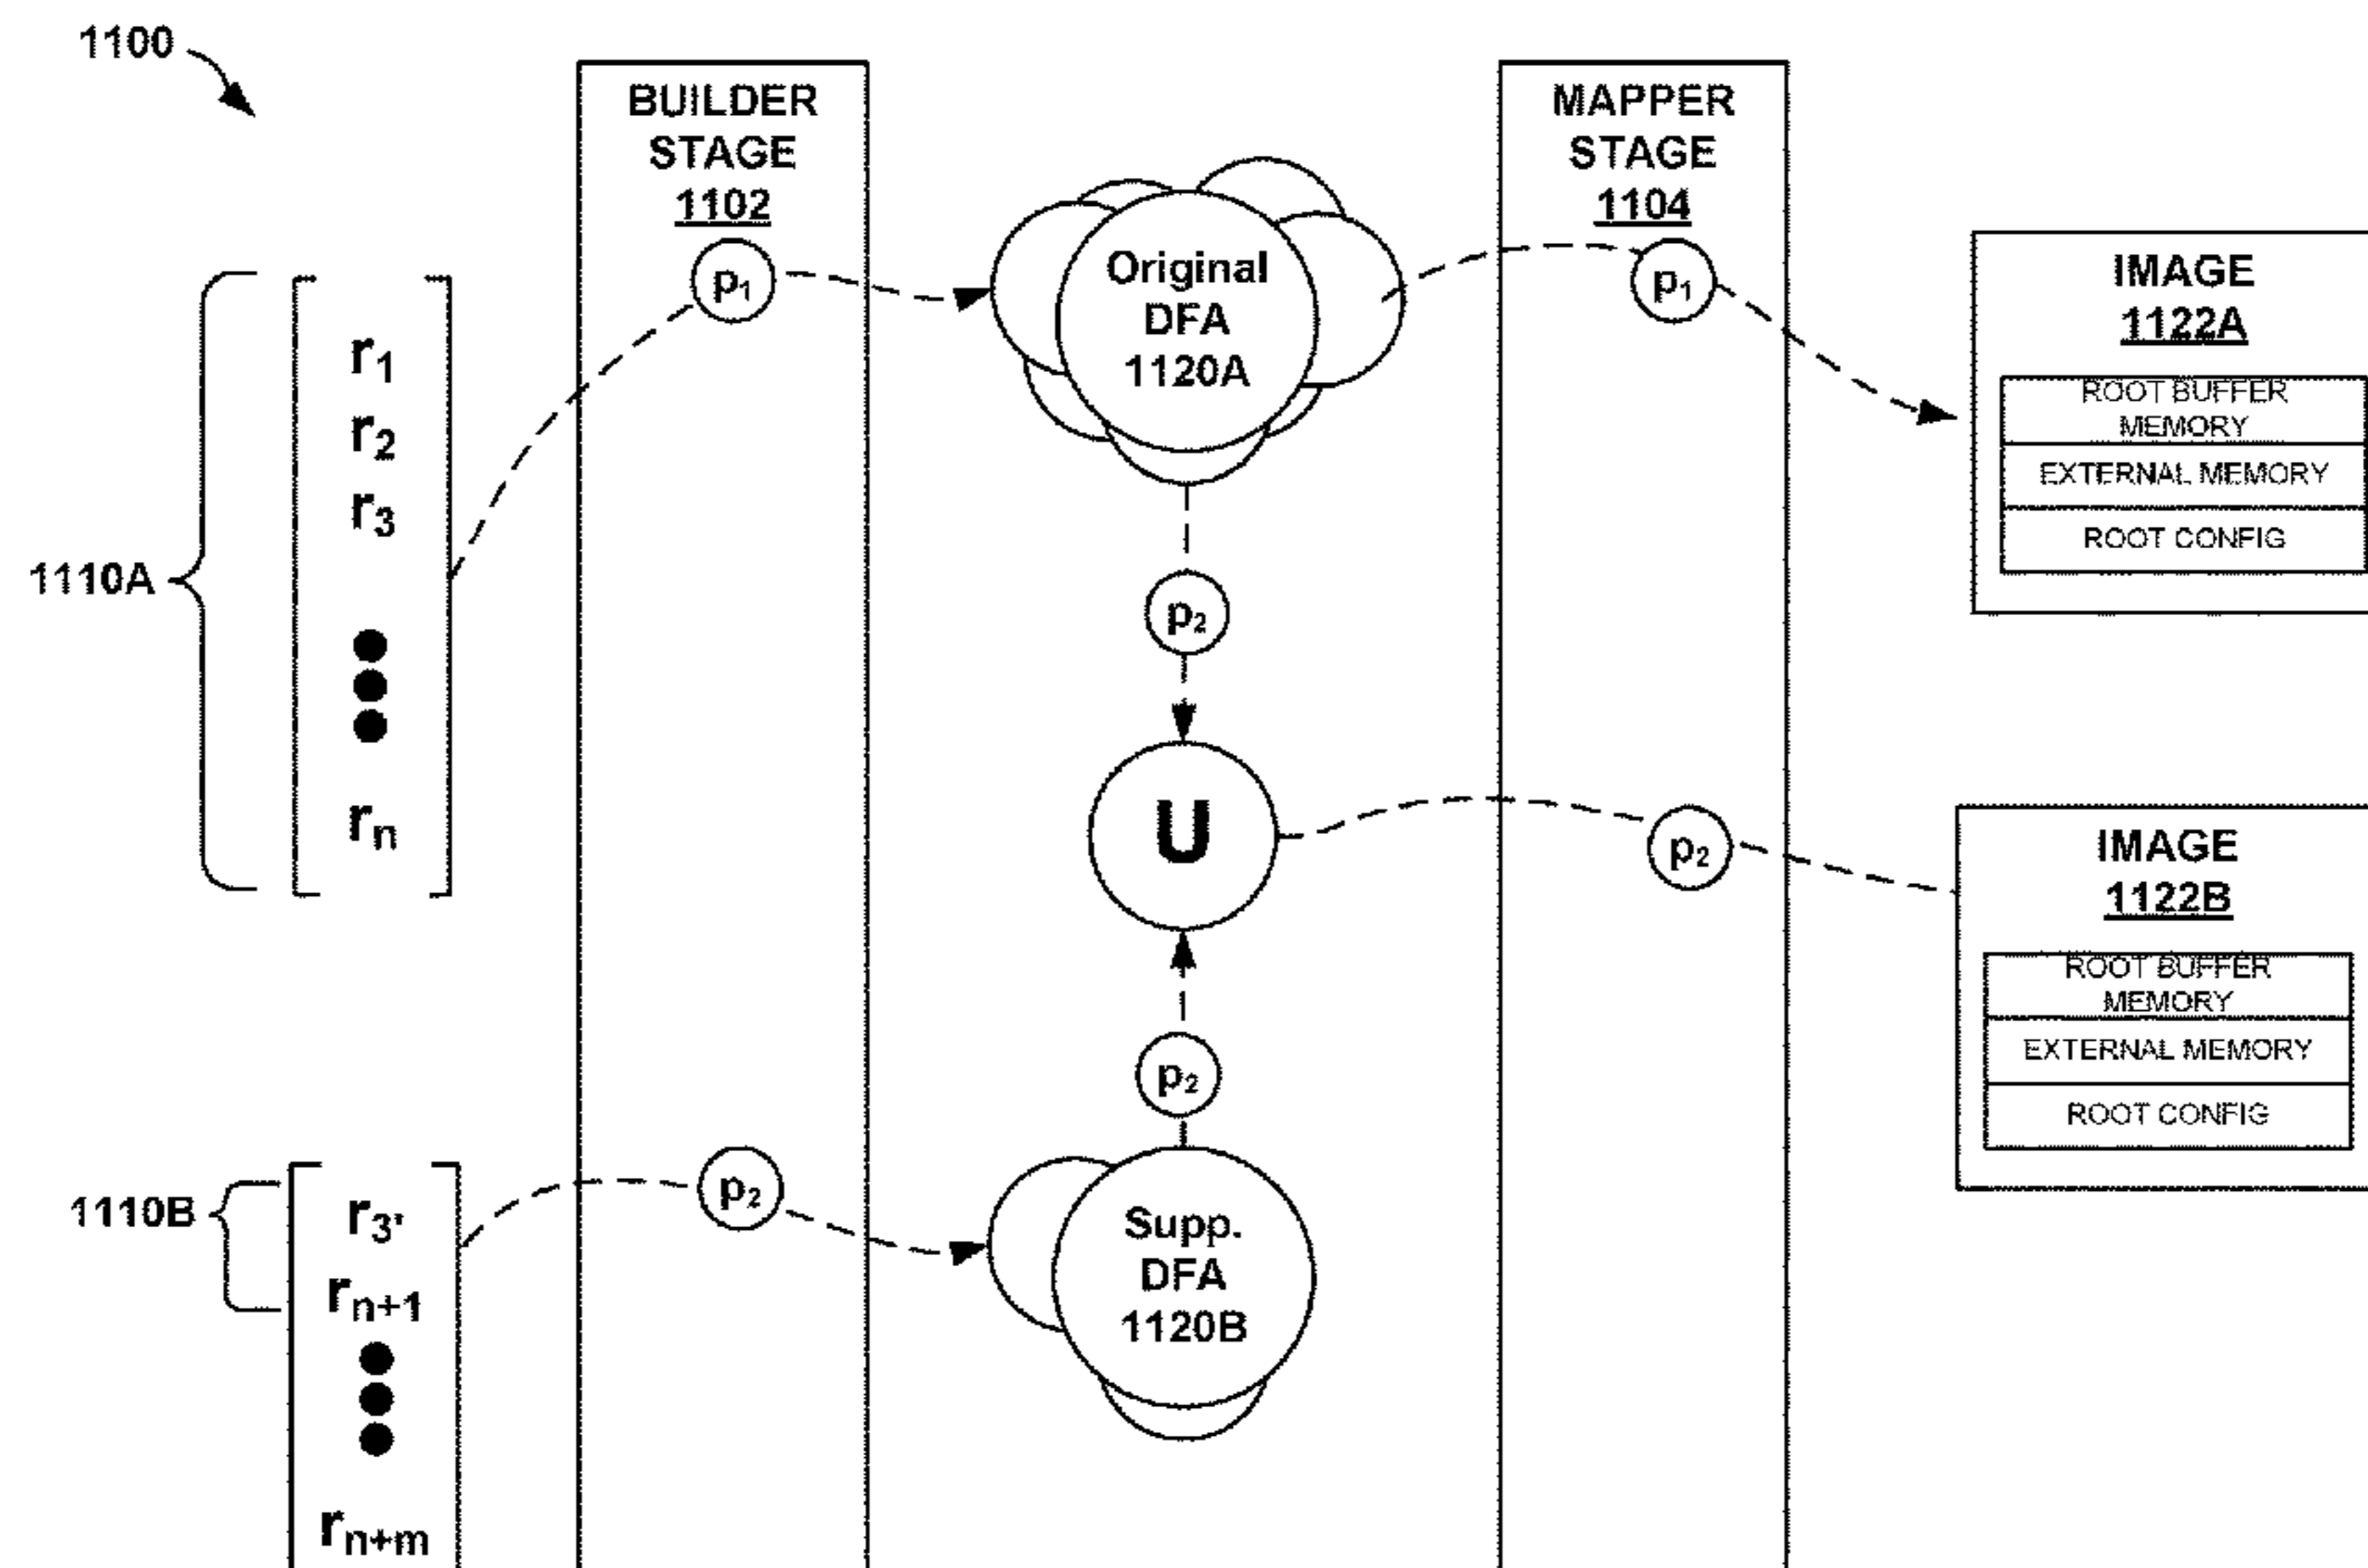 1100
BUILDER
STAGE
1102
p1
MAPPER
STAGE
1104
p1
Original
DFA
1120A
IMAGE
1122A
ROOT BUFFER
MEMORY
EXTERNAL MEMORY
ROOT CONFIG
1110A
r1
r2
r3
rn
p2
U
p2
IMAGE
1122B
ROOT BUFFER
MEMORY
EXTERNAL MEMORY
ROOT CONFIG
p2
1110B
r3'
rn+1
rn+m
p2
Supp.
DFA
1120B